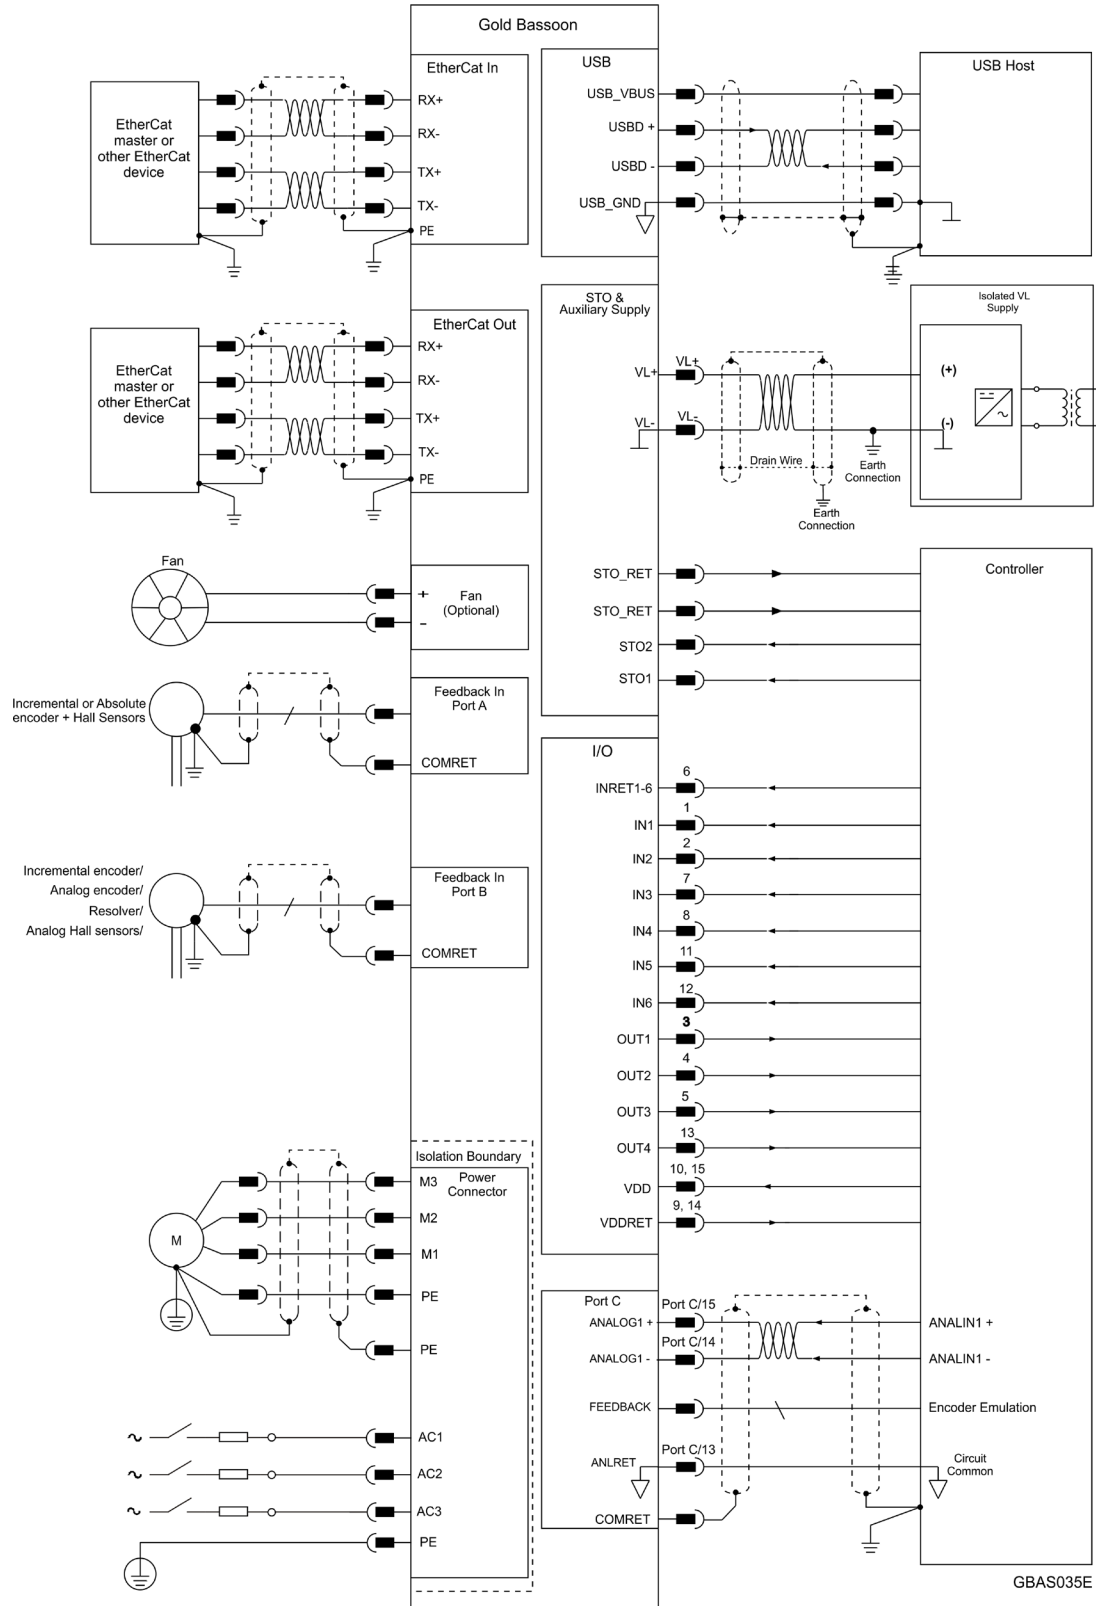 Gold Bassoon
EtherCat In
EtherCat
master or
other EtherCat
device
RX+
RX-
TX+
TX-
PE
EtherCat Out
EtherCat
master or
other EtherCat
device
RX+
RX-
TX+
TX-
PE
Fan
Fan
(Optional)
+
-
Incremental or Absolute
encoder + Hall Sensors
Feedback In
Port A
COMRET
Incremental encoder/
Analog encoder/
Resolver/
Analog Hall sensors/
Feedback In
Port B
COMRET
Isolation Boundary
Power
Connector
M
M3
M2
M1
PE
PE
AC1
AC2
AC3
PE
USB
USB_VBUS
USBD +
USBD -
USB_GND
USB Host
STO &
Auxiliary Supply
VL+
VL+
VL-
VL-
Drain Wire
Earth
Connection
Earth
Connection
Isolated VL
Supply
(+)
(-)
STO_RET
STO_RET
STO2
STO1
Controller
I/O
6
INRET1-6
1
IN1
2
IN2
7
IN3
8
IN4
11
IN5
12
IN6
3
OUT1
4
OUT2
5
OUT3
13
OUT4
10, 15
VDD
9, 14
VDDRET
Port C
Port C/15
ANALOG1 +
ANALIN1 +
Port C/14
ANALOG1 -
ANALIN1 -
FEEDBACK
Encoder Emulation
Port C/13
ANLRET
Circuit
Common
COMRET
GBAS035E